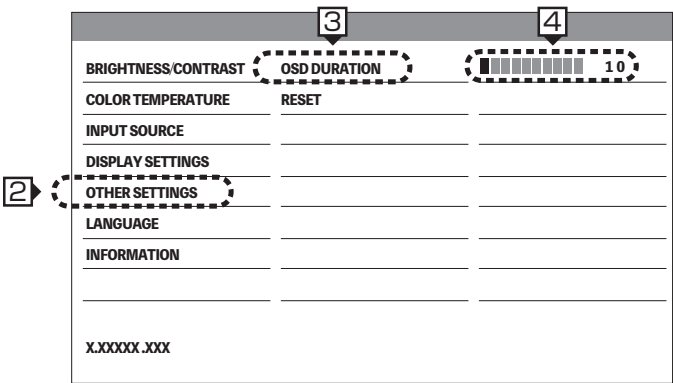 3 4
BRIGHTNESS/CONTRAST OSD DURATION 10
COLOR TEMPERATURE RESET
INPUT SOURCE
DISPLAY SETTINGS
2 OTHER SETTINGS
LANGUAGE
INFORMATION
X.XXXXX .XXX